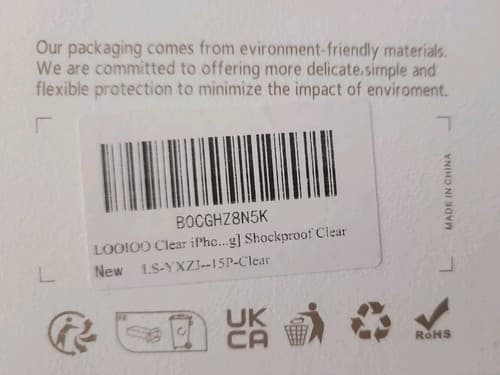 Our packaging comes from evironment-friendly materials.
We are committed to offering more delicate,simple and
flexible protection to minimize the impact of enviroment.
MADE IN CHINA
B0CGHZ8N5K
LOOIOO Clear iPho...g] Shockproof Clear
New LS-YXZJ--15P-Clear
FR
UK
CA
RoHS